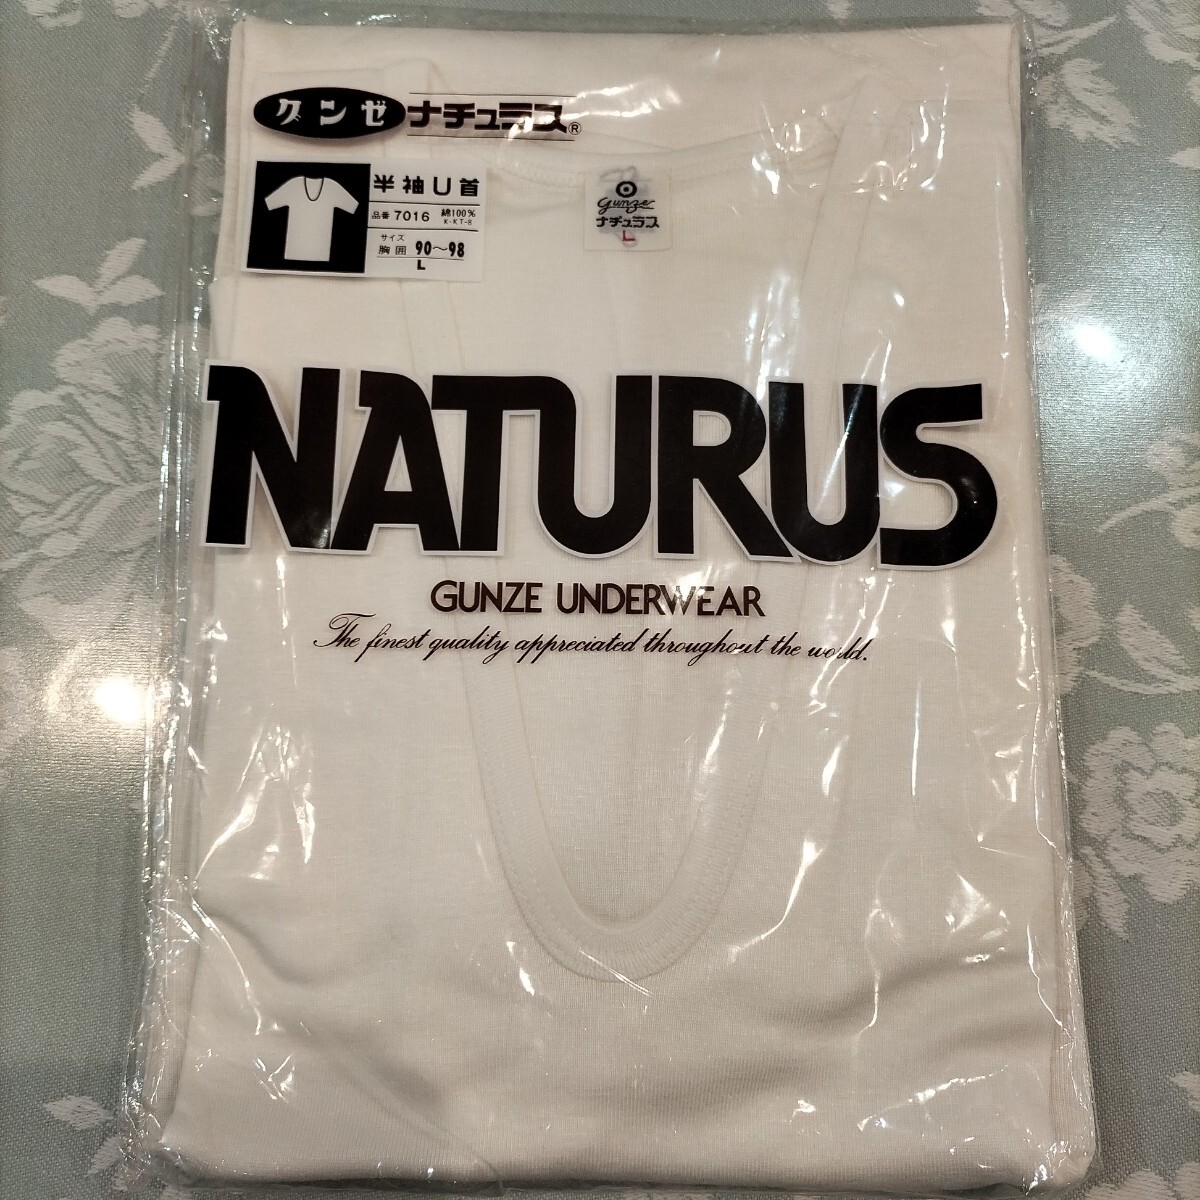 グンゼ ナチュラス®
半袖U首
品番 7016 綿100%
K-KT-8
サイズ
胸囲 90〜98
L
gunze
ナチュラス
L
NATURUS
GUNZE UNDERWEAR
The finest quality appreciated throughout the world.